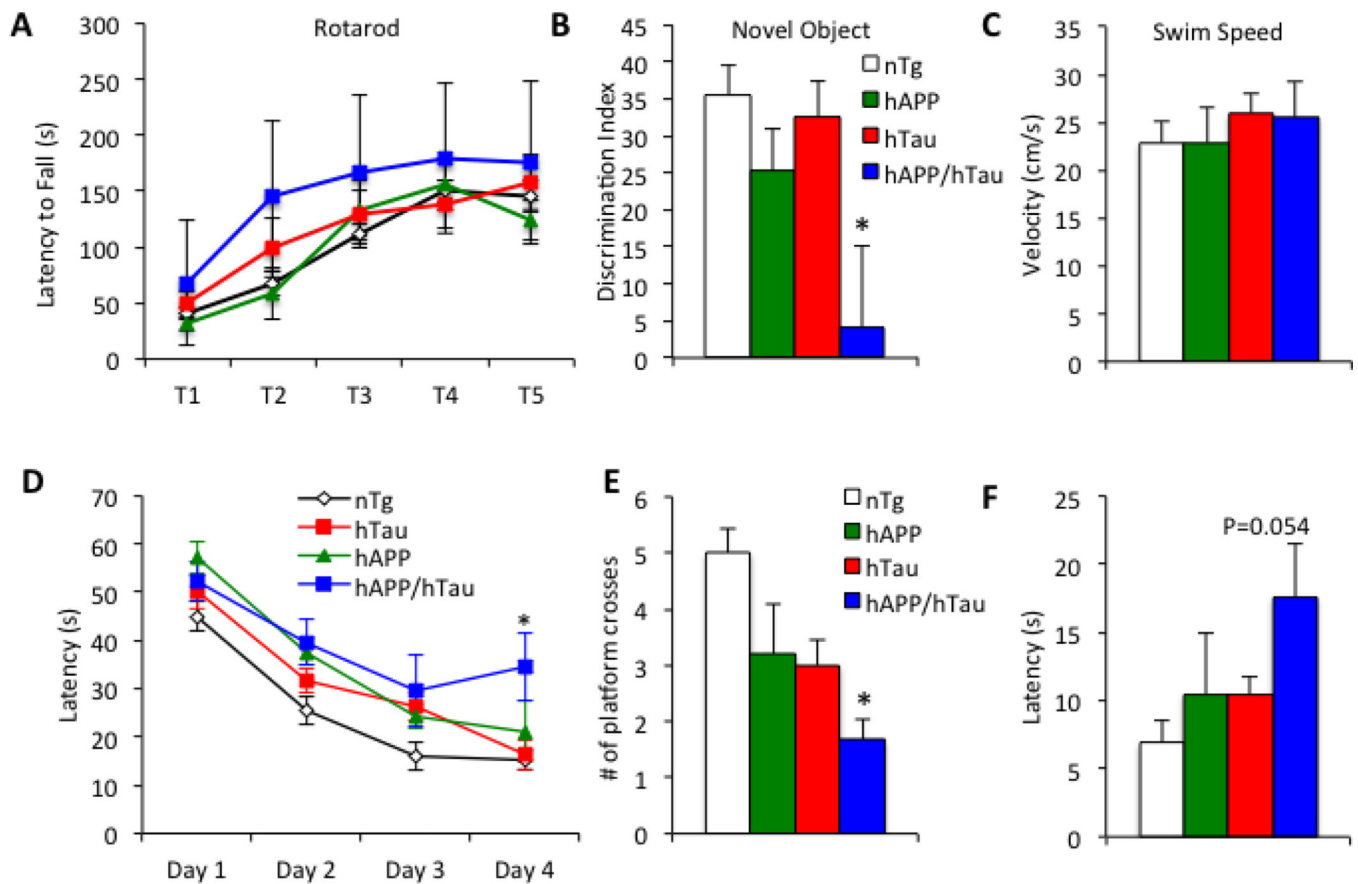 A
Rotarod
Latency to Fall (s)
300
250
200
150
100
50
0
T1 T2 T3 T4 T5
B
Novel Object
Discrimination Index
45
40
35
30
25
20
15
10
5
0
nTg
hAPP
hTau
hAPP/hTau
*
C
Swim Speed
Velocity (cm/s)
35
30
25
20
15
10
5
0
D
Latency (s)
70
60
50
40
30
20
10
0
nTg
hTau
hAPP
hAPP/hTau
*
Day 1 Day 2 Day 3 Day 4
E
# of platform crosses
6
5
4
3
2
1
0
nTg
hAPP
hTau
hAPP/hTau
*
F
Latency (s)
25
20
15
10
5
0
P=0.054